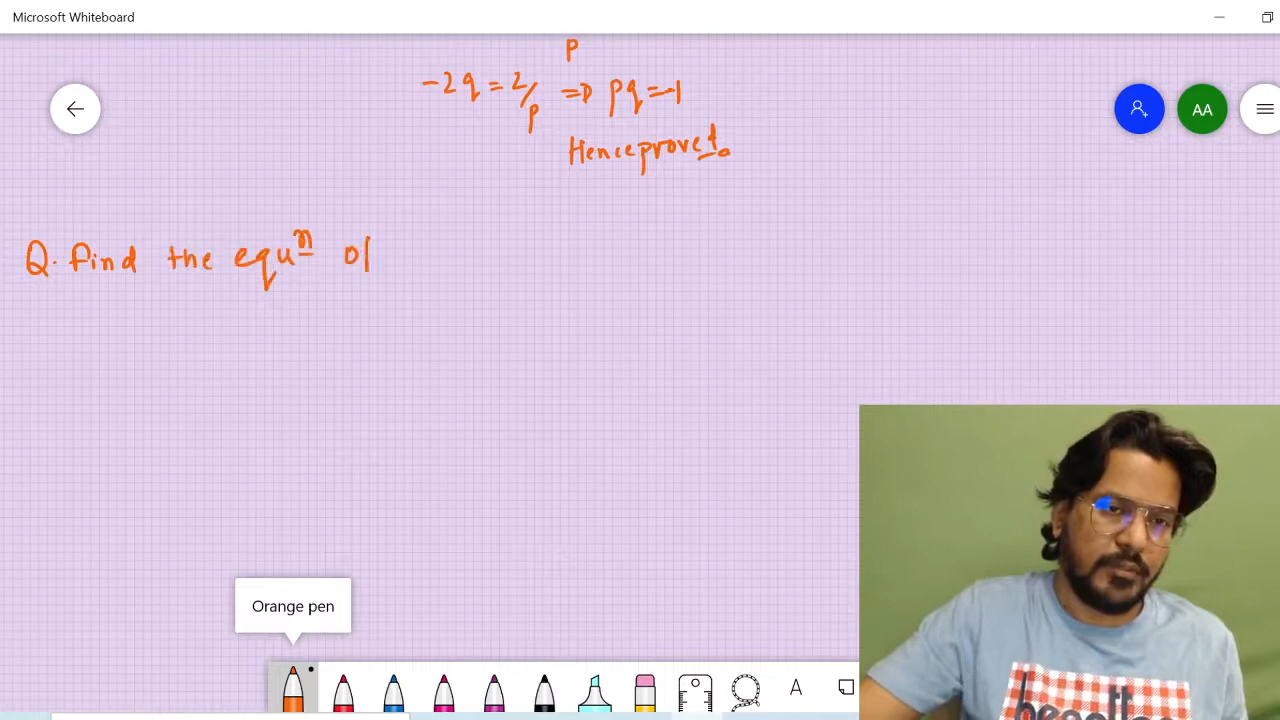 Microsoft Whiteboard
P
-2q = 2/p => pq = -1
Hence proved.
AA
Q. Find the equⁿ of
Orange pen
A